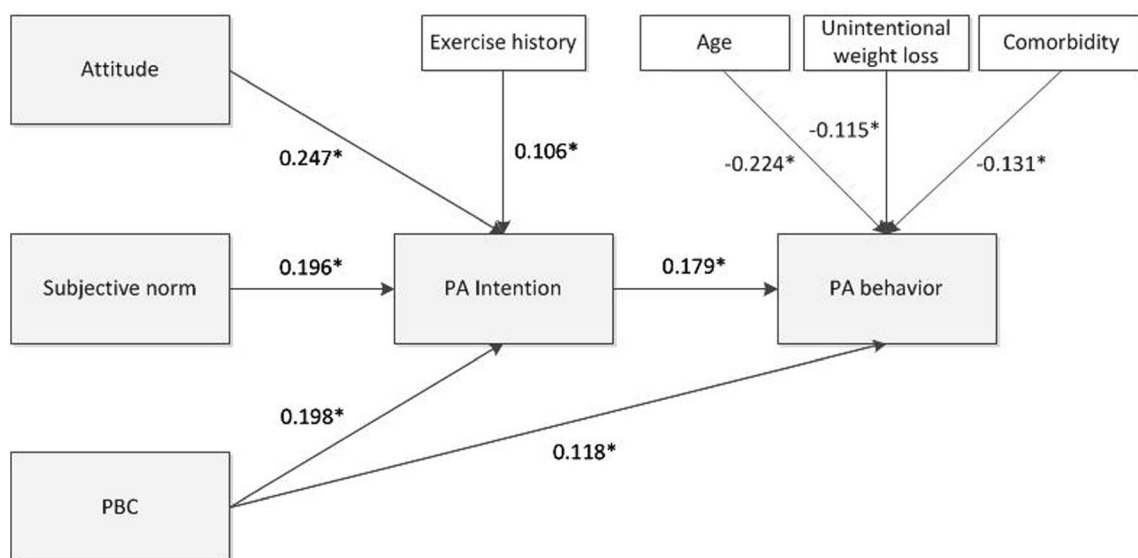 Attitude
Exercise history
Age
Unintentional
weight loss
Comorbidity
0.247*
0.106*
-0.224*
-0.115*
-0.131*
Subjective norm
0.196*
PA Intention
0.179*
PA behavior
0.198*
0.118*
PBC